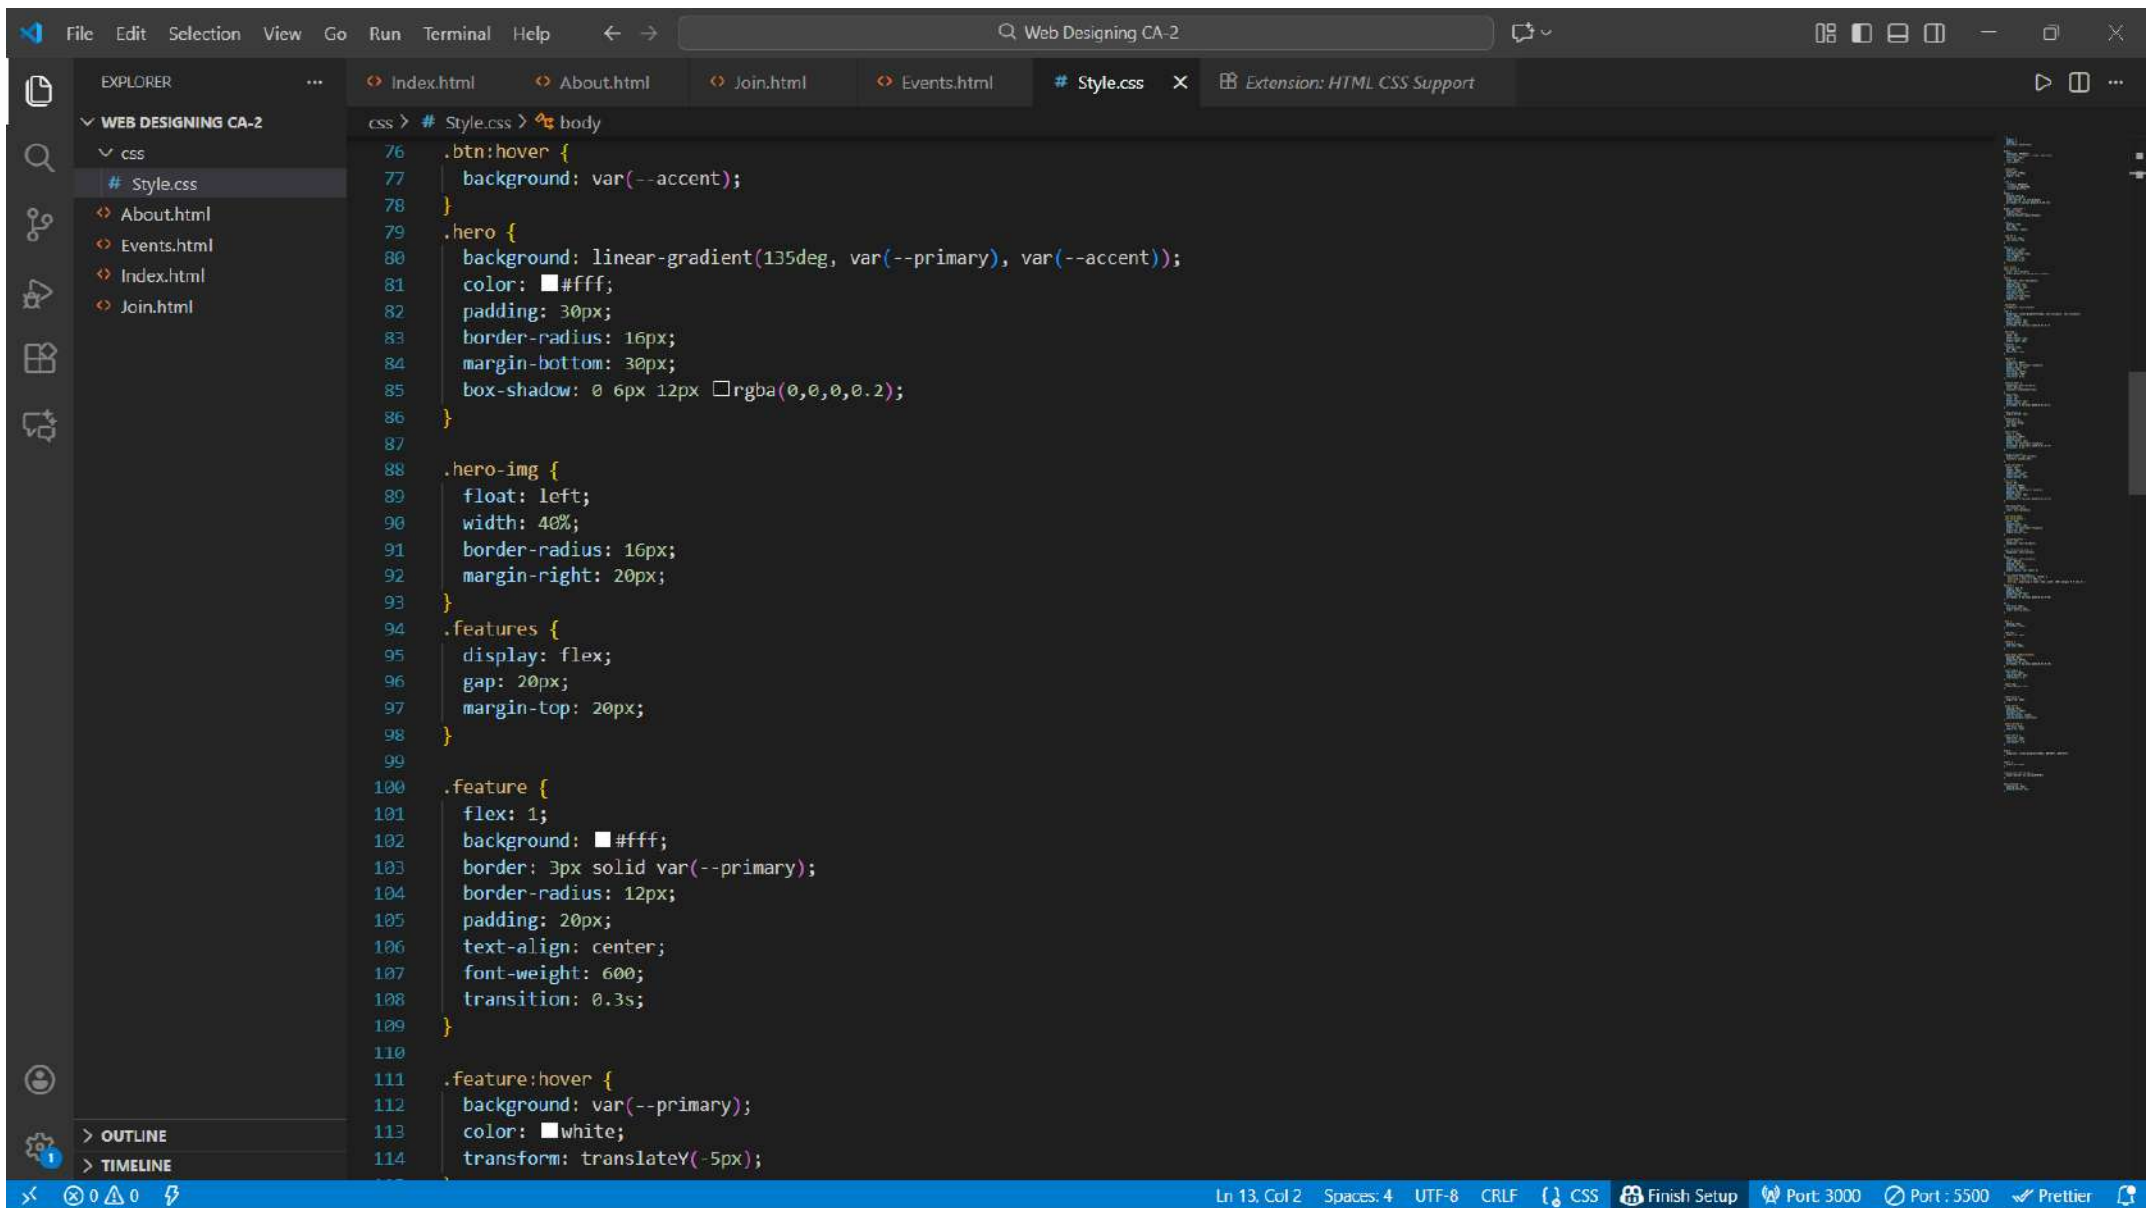 File Edit Selection View Go Run Terminal Help
Web Designing CA-2
EXPLORER
Index.html About.html Join.html Events.html # Style.css Extension: HTML CSS Support
WEB DESIGNING CA-2
css
# Style.css
About.html
Events.html
Index.html
Join.html
OUTLINE
TIMELINE
css > # Style.css > body
76 .btn:hover {
77 background: var(--accent);
78 }
79 .hero {
80 background: linear-gradient(135deg, var(--primary), var(--accent));
81 color: #fff;
82 padding: 30px;
83 border-radius: 16px;
84 margin-bottom: 30px;
85 box-shadow: 0 6px 12px rgba(0,0,0,0.2);
86 }
87
88 .hero-img {
89 float: left;
90 width: 40%;
91 border-radius: 16px;
92 margin-right: 20px;
93 }
94 .features {
95 display: flex;
96 gap: 20px;
97 margin-top: 20px;
98 }
99
100 .feature {
101 flex: 1;
102 background: #fff;
103 border: 3px solid var(--primary);
104 border-radius: 12px;
105 padding: 20px;
106 text-align: center;
107 font-weight: 600;
108 transition: 0.3s;
109 }
110
111 .feature:hover {
112 background: var(--primary);
113 color: white;
114 transform: translateY(-5px);
1
0 0 Ln 13, Col 2 Spaces: 4 UTF-8 CRLF {} CSS Finish Setup Port: 3000 Port : 5500 Prettier